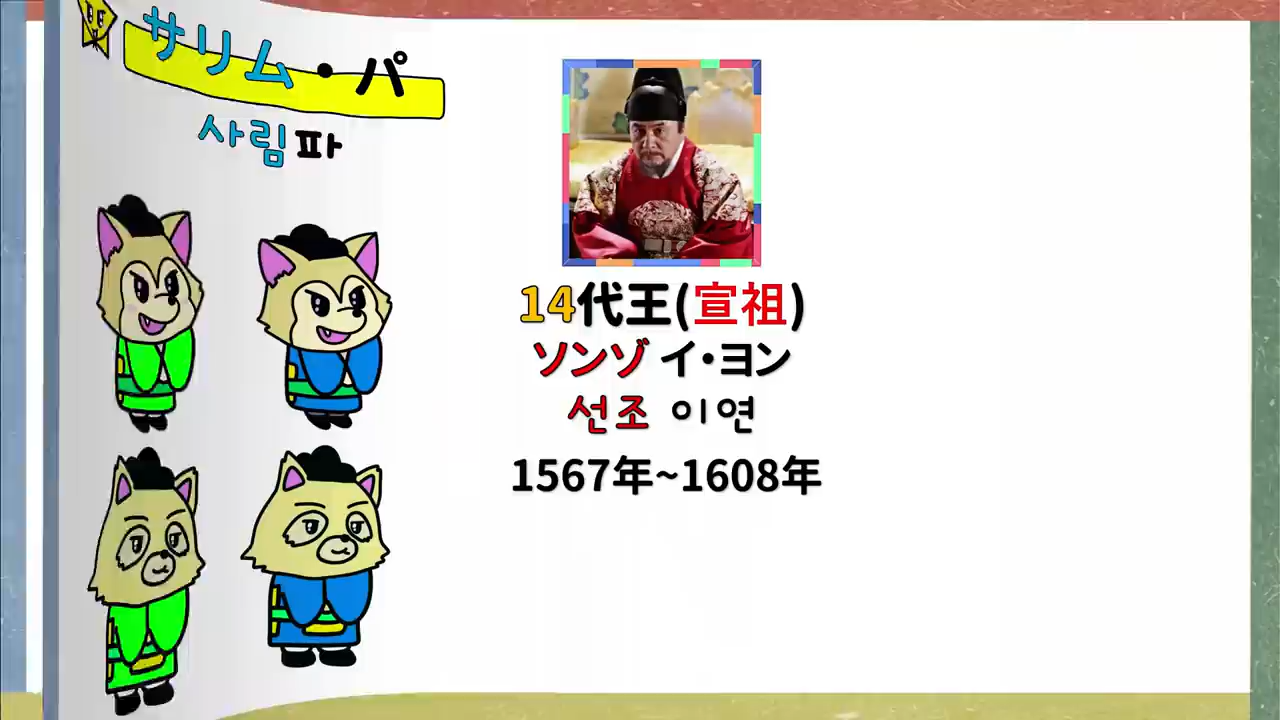 サリム・パ
사림파
14代王(宣祖)
ソンゾ イ・ヨン
선조 이연
1567年~1608年